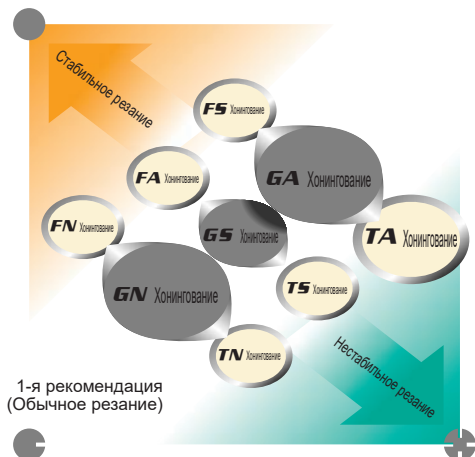 Стабильное резание
FS Хонингование
GA Хонингование
FA Хонингование
FN Хонингование
GS Хонингование
TA Хонингование
GN Хонингование
TS Хонингование
TN Хонингование
Нестабильное резание
1-я рекомендация
(Обычное резание)